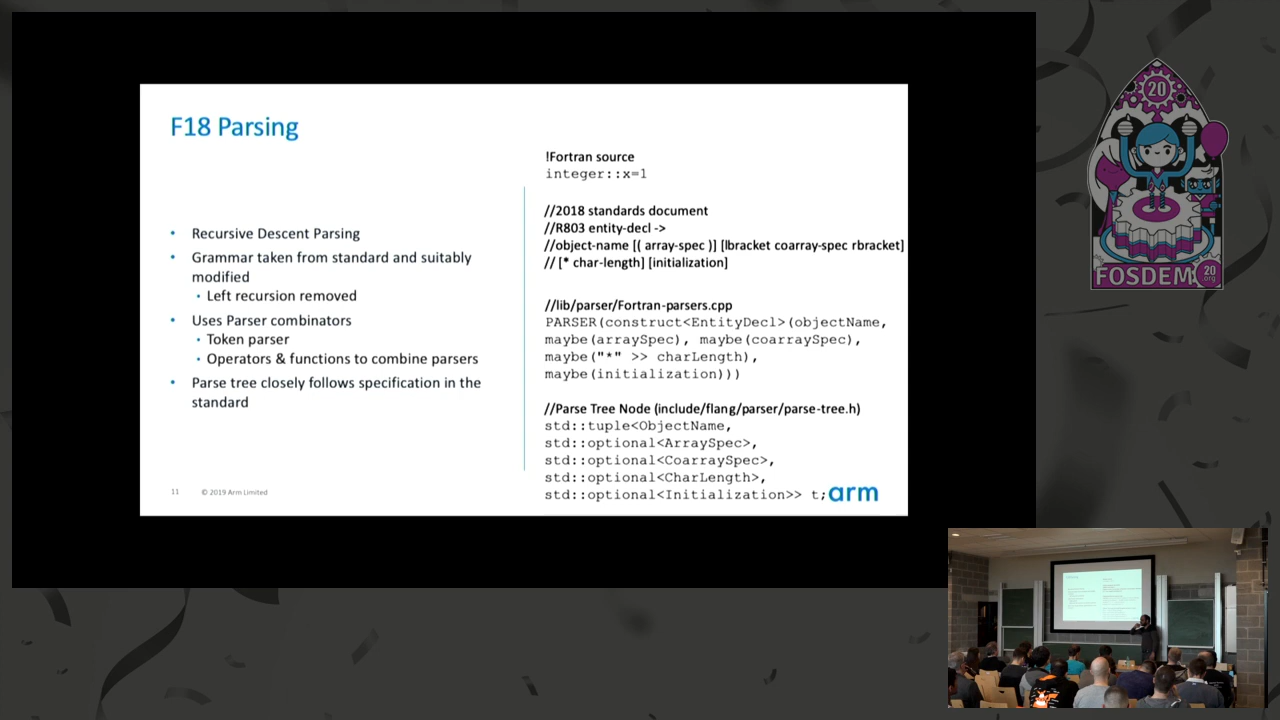 F18 Parsing
• Recursive Descent Parsing
• Grammar taken from standard and suitably
modified
• Left recursion removed
• Uses Parser combinators
• Token parser
• Operators & functions to combine parsers
• Parse tree closely follows specification in the
standard
!Fortran source
integer::x=1
//2018 standards document
//R803 entity-decl ->
//object-name [( array-spec )] [lbracket coarray-spec rbracket]
// [* char-length] [initialization]
//lib/parser/Fortran-parsers.cpp
PARSER(construct<EntityDecl>(objectName,
maybe(arraySpec), maybe(coarraySpec),
maybe("*" >> charLength),
maybe(initialization)))
//Parse Tree Node (include/flang/parser/parse-tree.h)
std::tuple<ObjectName,
std::optional<ArraySpec>,
std::optional<CoarraySpec>,
std::optional<CharLength>,
std::optional<Initialization>> t;
11 © 2019 Arm Limited
arm
20
FOSDEM
20
.org